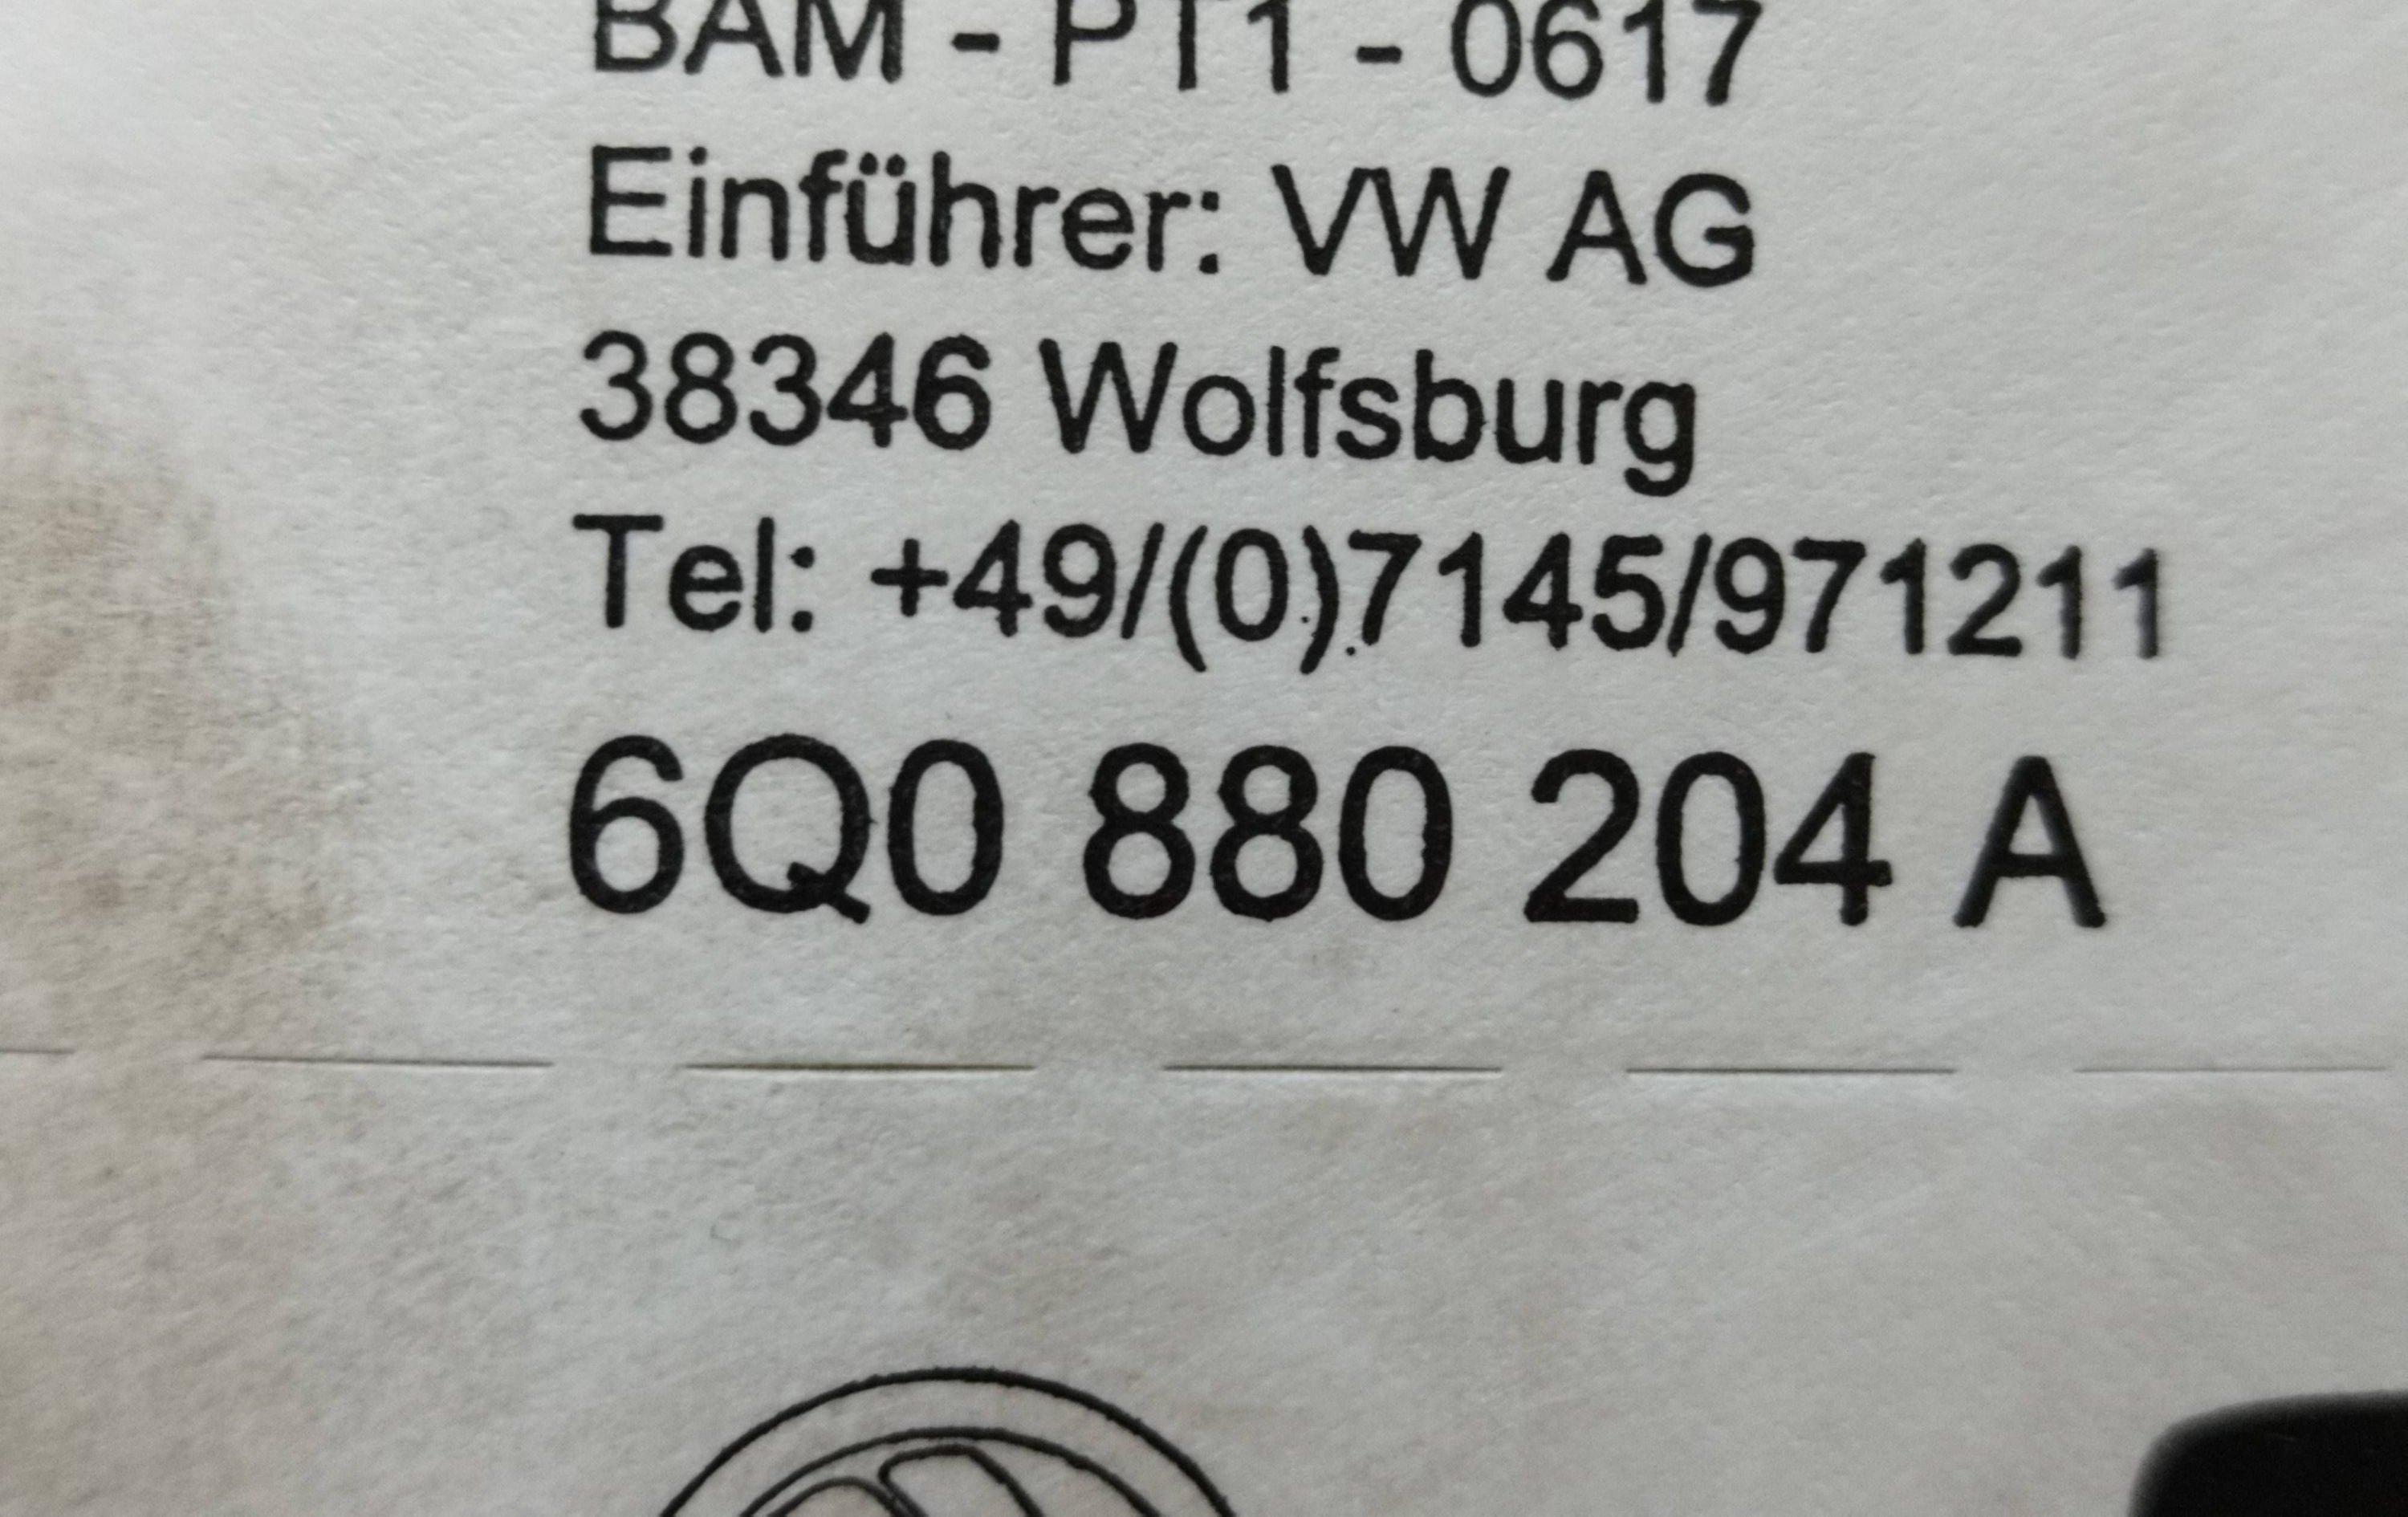 BAM - PT1 - 0617
Einführer: VW AG
38346 Wolfsburg
Tel: +49/(0)7145/971211
6Q0 880 204 A